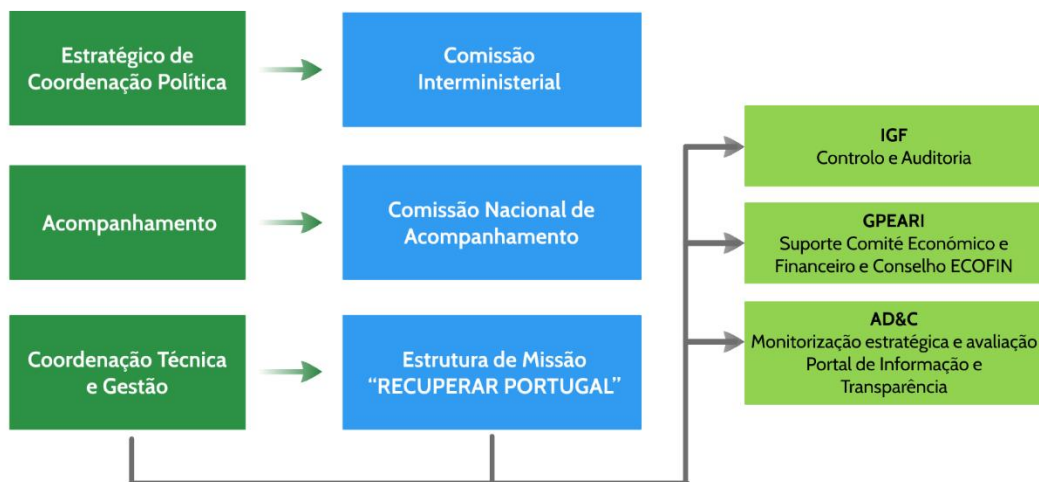 Estratégico de
Coordenação Política
Comissão
Interministerial
Acompanhamento
Comissão Nacional de
Acompanhamento
Coordenação Técnica
e Gestão
Estrutura de Missão
“RECUPERAR PORTUGAL”
IGF
Controlo e Auditoria
GPEARI
Suporte Comité Económico e
Financeiro e Conselho ECOFIN
AD&C
Monitorização estratégica e avaliação
Portal de Informação e
Transparência